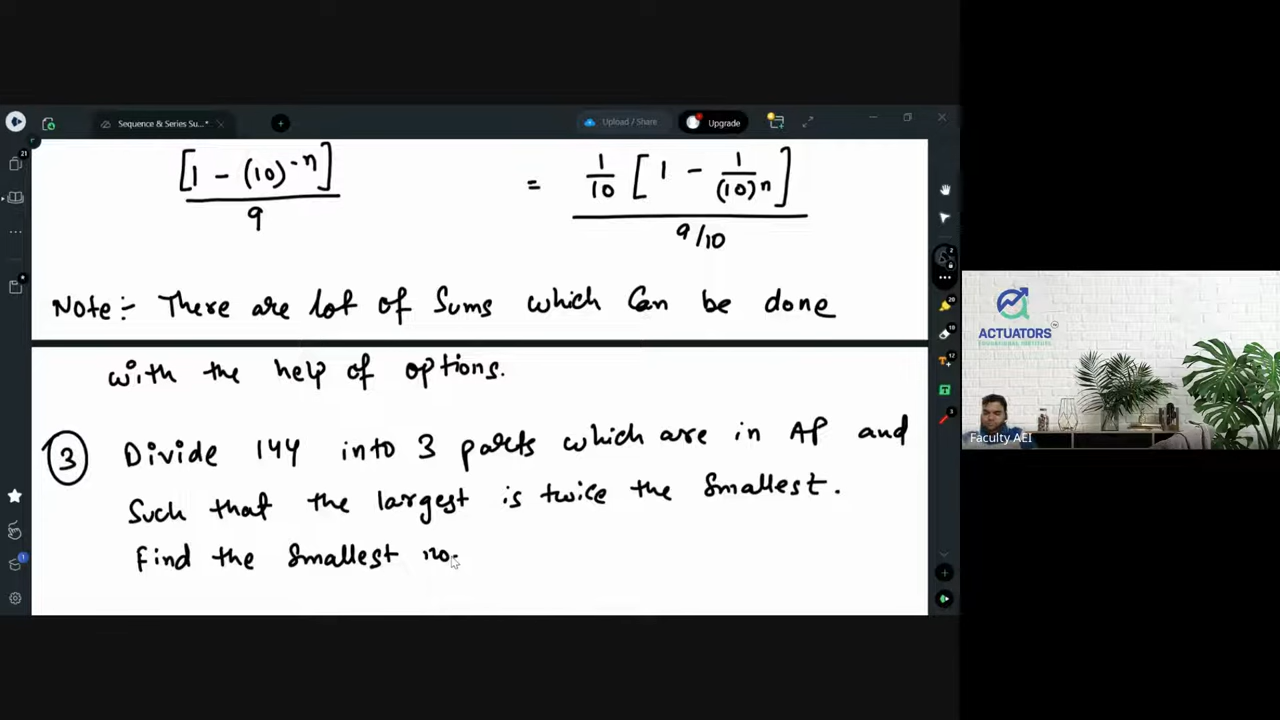 Sequence & Series Su...*
Upload / Share
Upgrade
[1 - (10)^-n]
9
= 1/10 [1 - 1/(10)^n]
9/10
Note:- There are lot of Sums which Can be done
with the help of options.
3 Divide 144 into 3 parts which are in AP and
Such that the largest is twice the Smallest.
Find the Smallest no.
ACTUATORS
EDUCATIONAL INSTITUTE
Faculty AEI